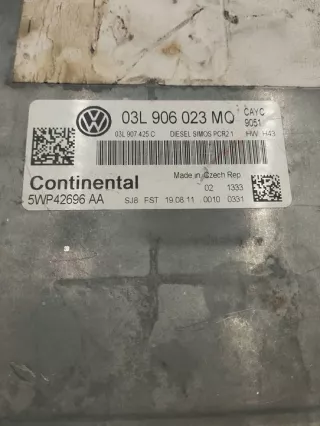 03L 906 023 MQ
CAYC
9051
03L 907 425 C DIESEL SIMOS PCR2 1 HW H43
Continental
5WP42696 AA
Made in Czech Rep
02 1333
SJ8 FST 19.08.11 0010 0331